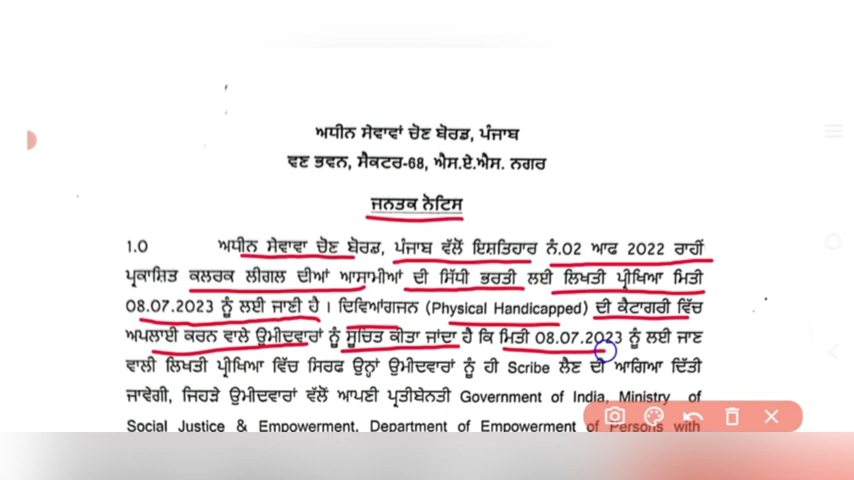 ਅਧੀਨ ਸੇਵਾਵਾਂ ਚੋਣ ਬੋਰਡ, ਪੰਜਾਬ
ਵਣ ਭਵਨ, ਸੈਕਟਰ-68, ਐਸ.ਏ.ਐਸ. ਨਗਰ
ਜਨਤਕ ਨੋਟਿਸ
1.0 ਅਧੀਨ ਸੇਵਾਵਾ ਚੋਣ ਬੋਰਡ, ਪੰਜਾਬ ਵੱਲੋਂ ਇਸ਼ਤਿਹਾਰ ਨੰ.02 ਆਫ 2022 ਰਾਹੀਂ
ਪ੍ਰਕਾਸ਼ਿਤ ਕਲਰਕ ਲੀਗਲ ਦੀਆਂ ਆਸਾਮੀਆਂ ਦੀ ਸਿੱਧੀ ਭਰਤੀ ਲਈ ਲਿਖਤੀ ਪ੍ਰੀਖਿਆ ਮਿਤੀ
08.07.2023 ਨੂੰ ਲਈ ਜਾਣੀ ਹੈ । ਦਿਵਿਆਂਗਜਨ (Physical Handicapped) ਦੀ ਕੈਟਾਗਰੀ ਵਿੱਚ
ਅਪਲਾਈ ਕਰਨ ਵਾਲੇ ਉਮੀਦਵਾਰਾਂ ਨੂੰ ਸੂਚਿਤ ਕੀਤਾ ਜਾਂਦਾ ਹੈ ਕਿ ਮਿਤੀ 08.07.2023 ਨੂੰ ਲਈ ਜਾਣ
ਵਾਲੀ ਲਿਖਤੀ ਪ੍ਰੀਖਿਆ ਵਿੱਚ ਸਿਰਫ ਉਨ੍ਹਾਂ ਉਮੀਦਵਾਰਾਂ ਨੂੰ ਹੀ Scribe ਲੈਣ ਦੀ ਆਗਿਆ ਦਿੱਤੀ
ਜਾਵੇਗੀ, ਜਿਹੜੇ ਉਮੀਦਵਾਰਾਂ ਵੱਲੋਂ ਆਪਣੀ ਪ੍ਰਤੀਬੇਨਤੀ Government of India, Ministry of
Social Justice & Empowerment, Department of Empowerment of Persons with